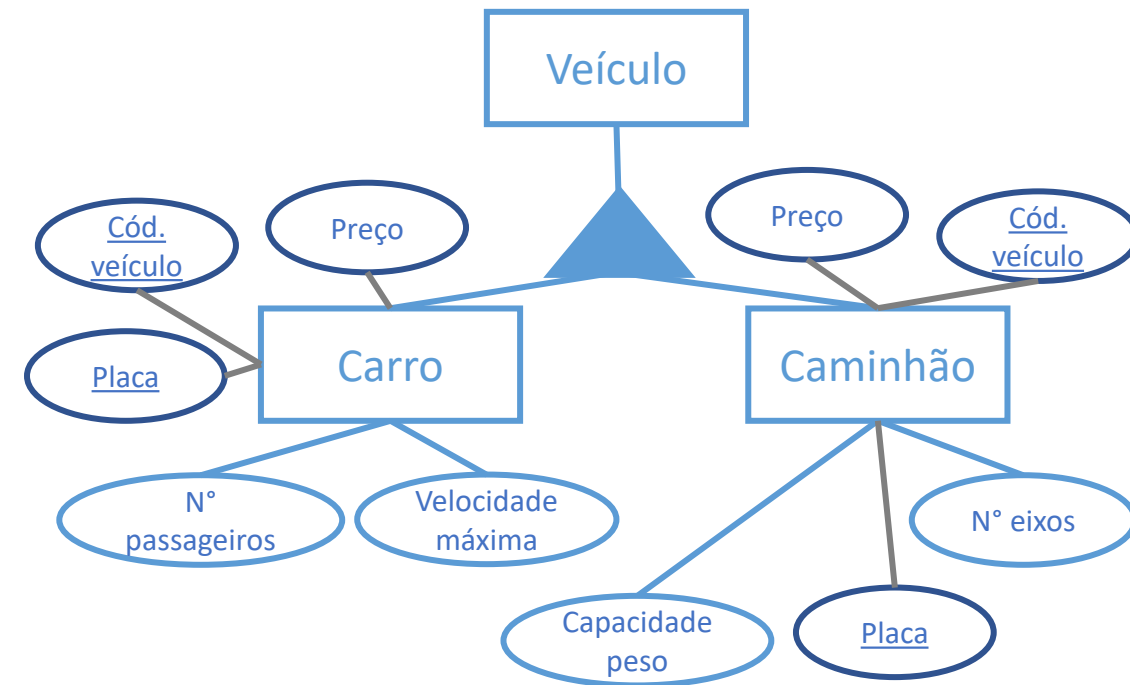 Veículo
Cód.
veículo
Preço
Preço
Cód.
veículo
Placa
Carro
Caminhão
N°
passageiros
Velocidade
máxima
N° eixos
Capacidade
peso
Placa